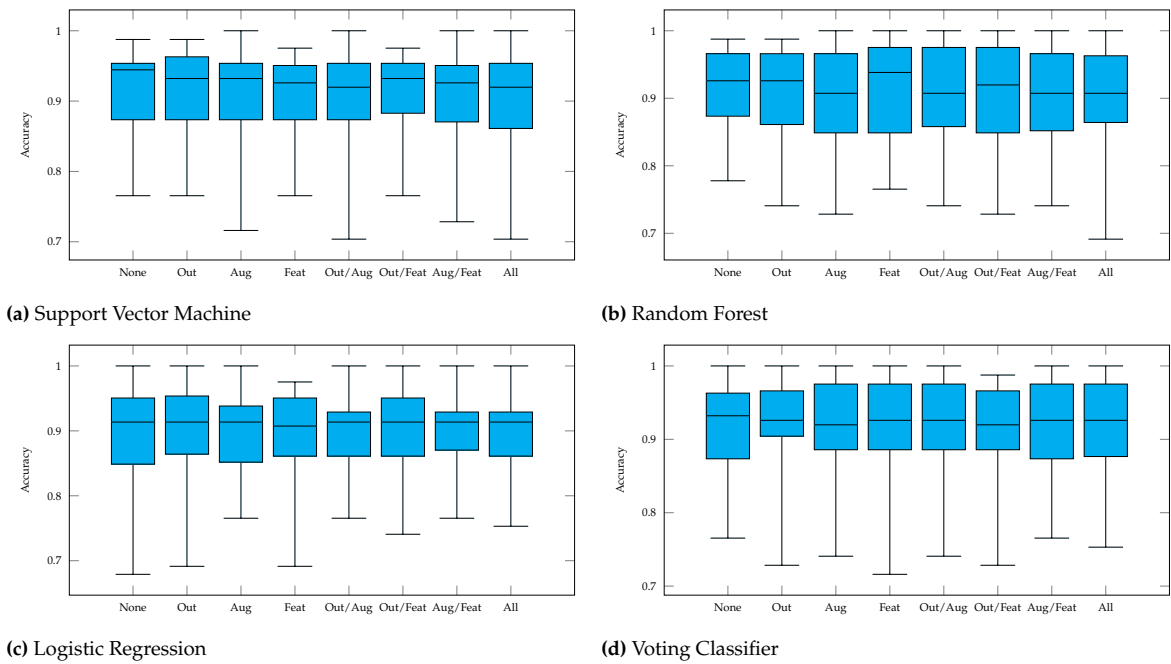 1
0.9
0.8
0.7
Accuracy
None Out Aug Feat Out/Aug Out/Feat Aug/Feat All
(a) Support Vector Machine
1
0.9
0.8
0.7
Accuracy
None Out Aug Feat Out/Aug Out/Feat Aug/Feat All
(b) Random Forest
1
0.9
0.8
0.7
Accuracy
None Out Aug Feat Out/Aug Out/Feat Aug/Feat All
(c) Logistic Regression
1
0.9
0.8
0.7
Accuracy
None Out Aug Feat Out/Aug Out/Feat Aug/Feat All
(d) Voting Classifier